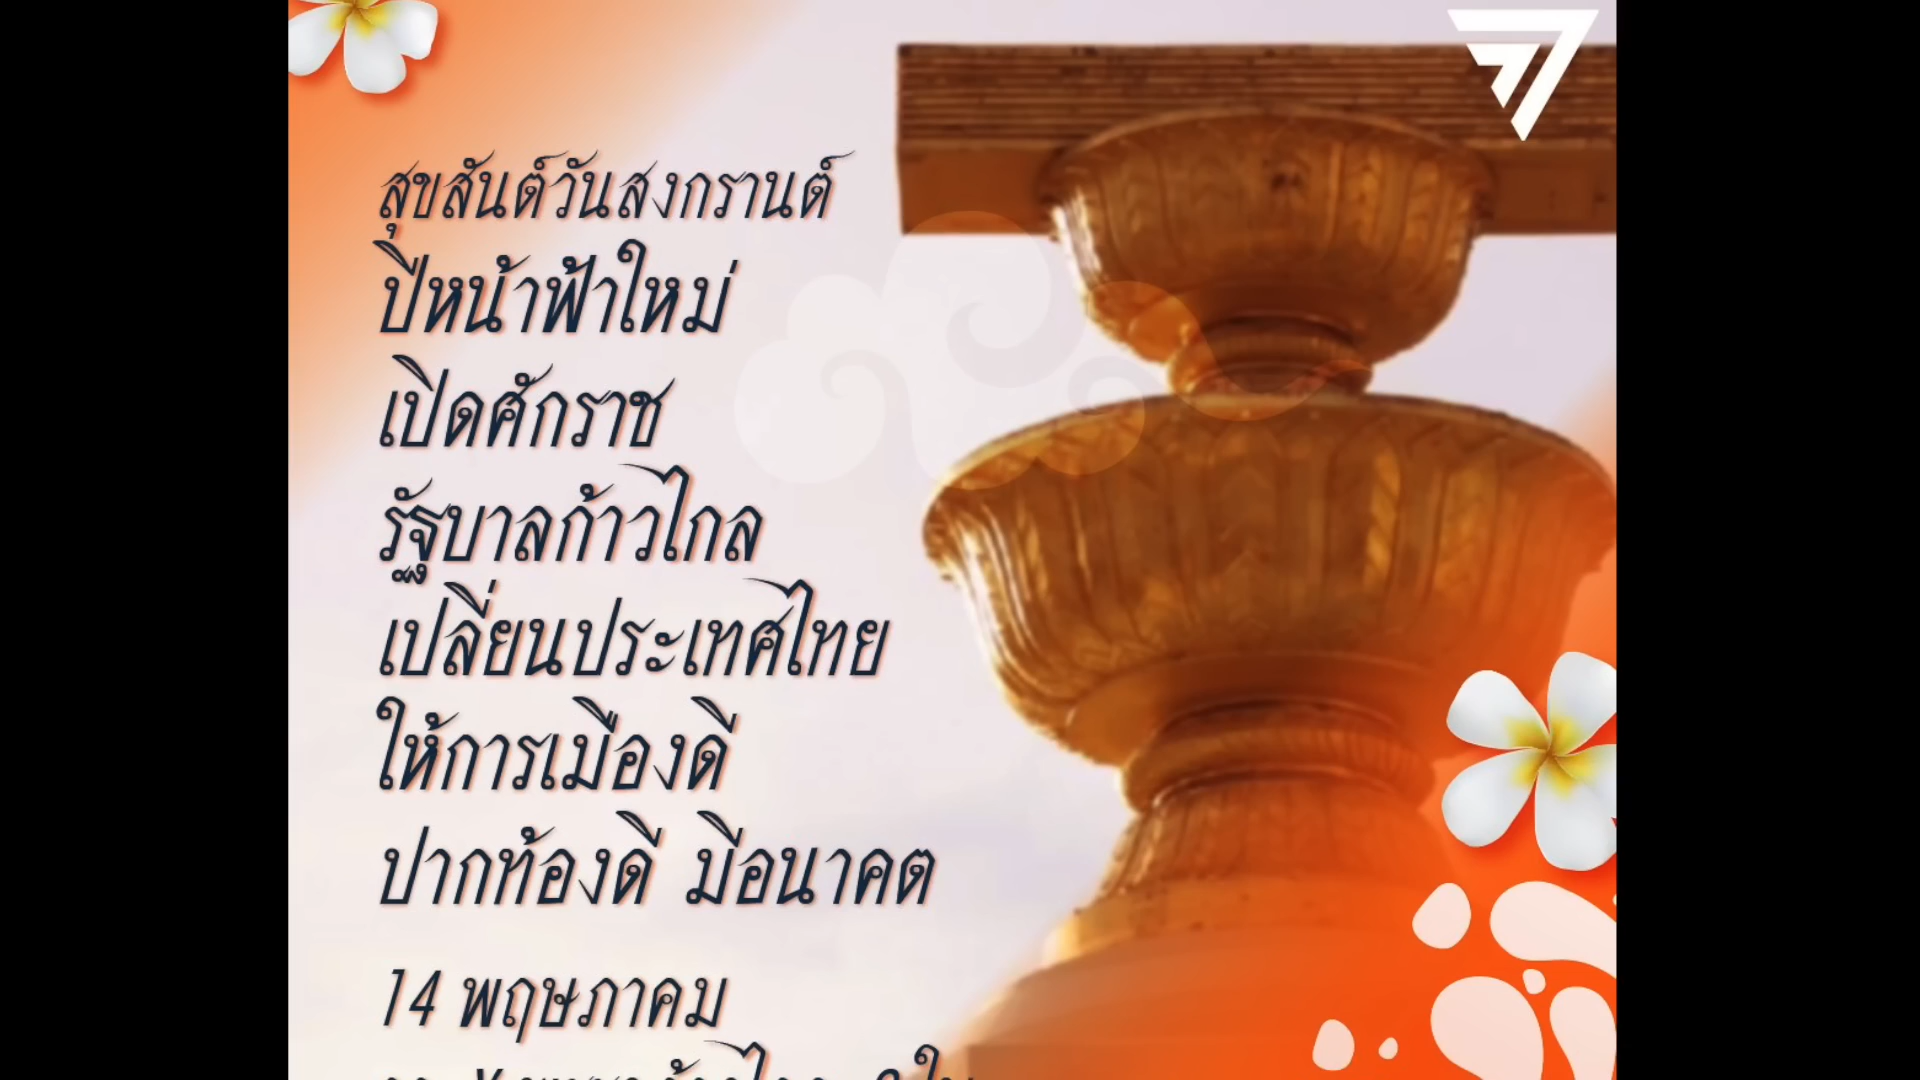 สุขสันต์วันสงกรานต์
ปีหน้าฟ้าใหม่
เปิดศักราช
รัฐบาลก้าวไกล
เปลี่ยนประเทศไทย
ให้การเมืองดี
ปากท้องดี มีอนาคต
14 พฤษภาคม